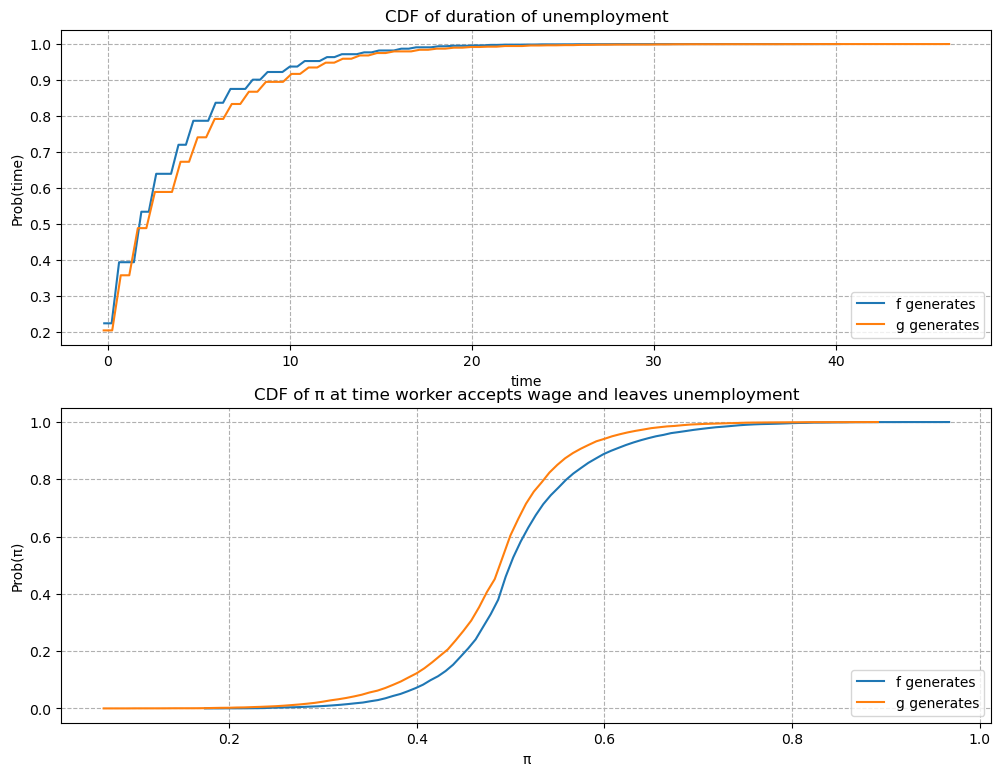 CDF of duration of unemployment
1.0
0.9
0.8
0.7
0.6
0.5
0.4
0.3
0.2
Prob(time)
0 10 20 30 40
time
f generates
g generates
CDF of π at time worker accepts wage and leaves unemployment
1.0
0.8
0.6
0.4
0.2
0.0
Prob(π)
0.2 0.4 0.6 0.8 1.0
π
f generates
g generates